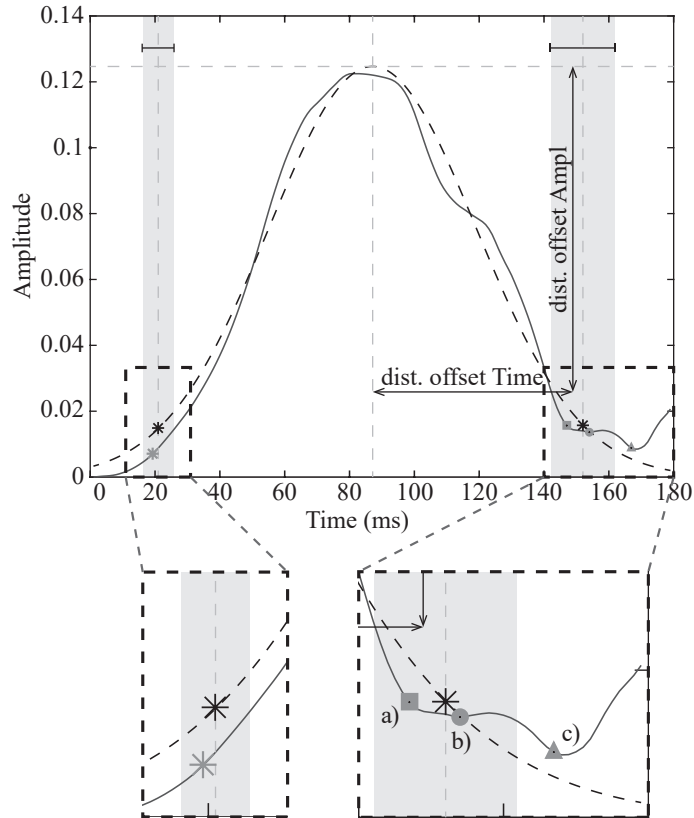 0.14
0.12
0.1
0.08
0.06
0.04
0.02
0
Amplitude
dist. offset Ampl
dist. offset Time
0 20 40 60 80 100 120 140 160 180
Time (ms)
a)
b)
c)